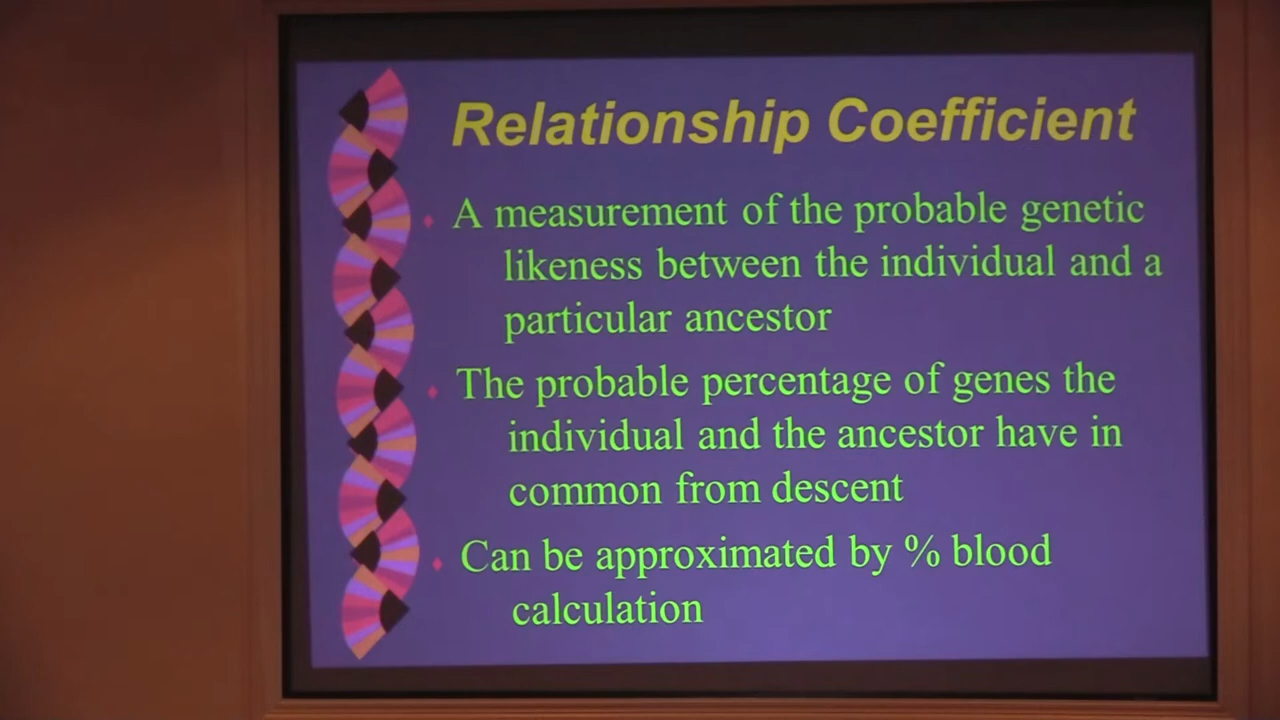 Relationship Coefficient
A measurement of the probable genetic
likeness between the individual and a
particular ancestor
The probable percentage of genes the
individual and the ancestor have in
common from descent
Can be approximated by % blood
calculation